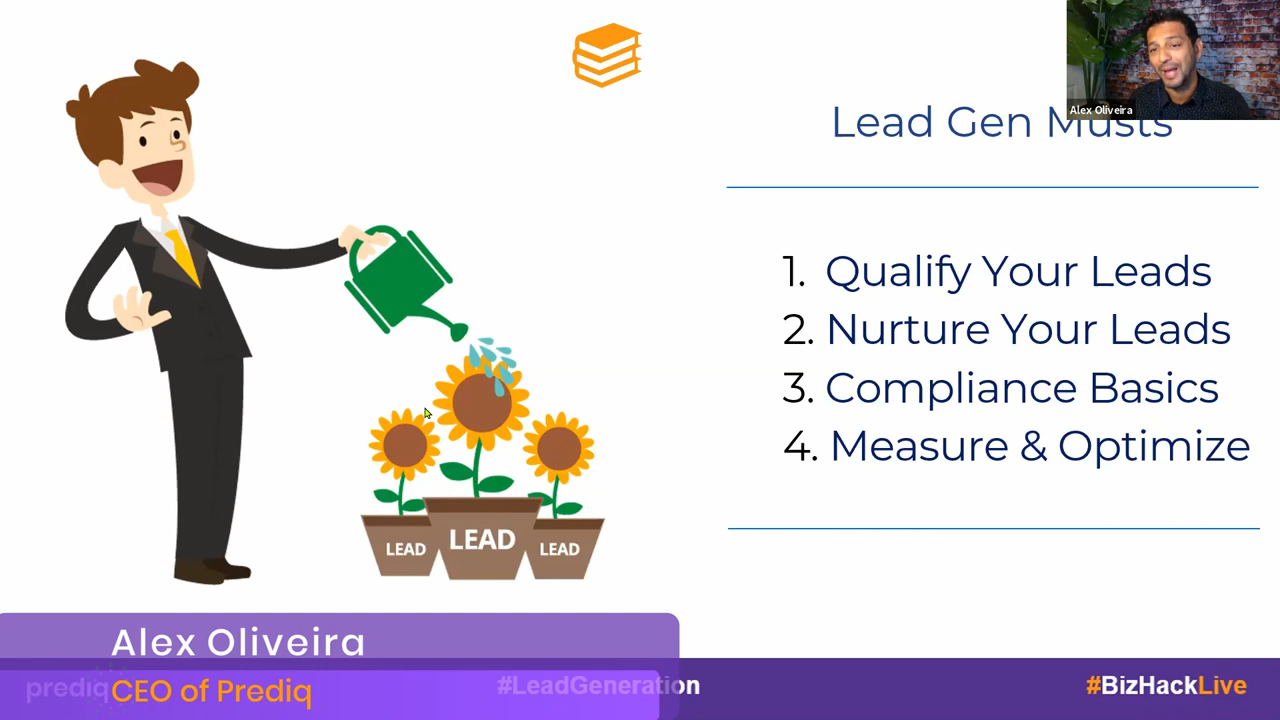 Alex Oliveira
Lead Gen Musts
1. Qualify Your Leads
2. Nurture Your Leads
3. Compliance Basics
4. Measure & Optimize
LEAD
LEAD
LEAD
Alex Oliveira
prediq
CEO of Prediq
#LeadGeneration
#BizHackLive